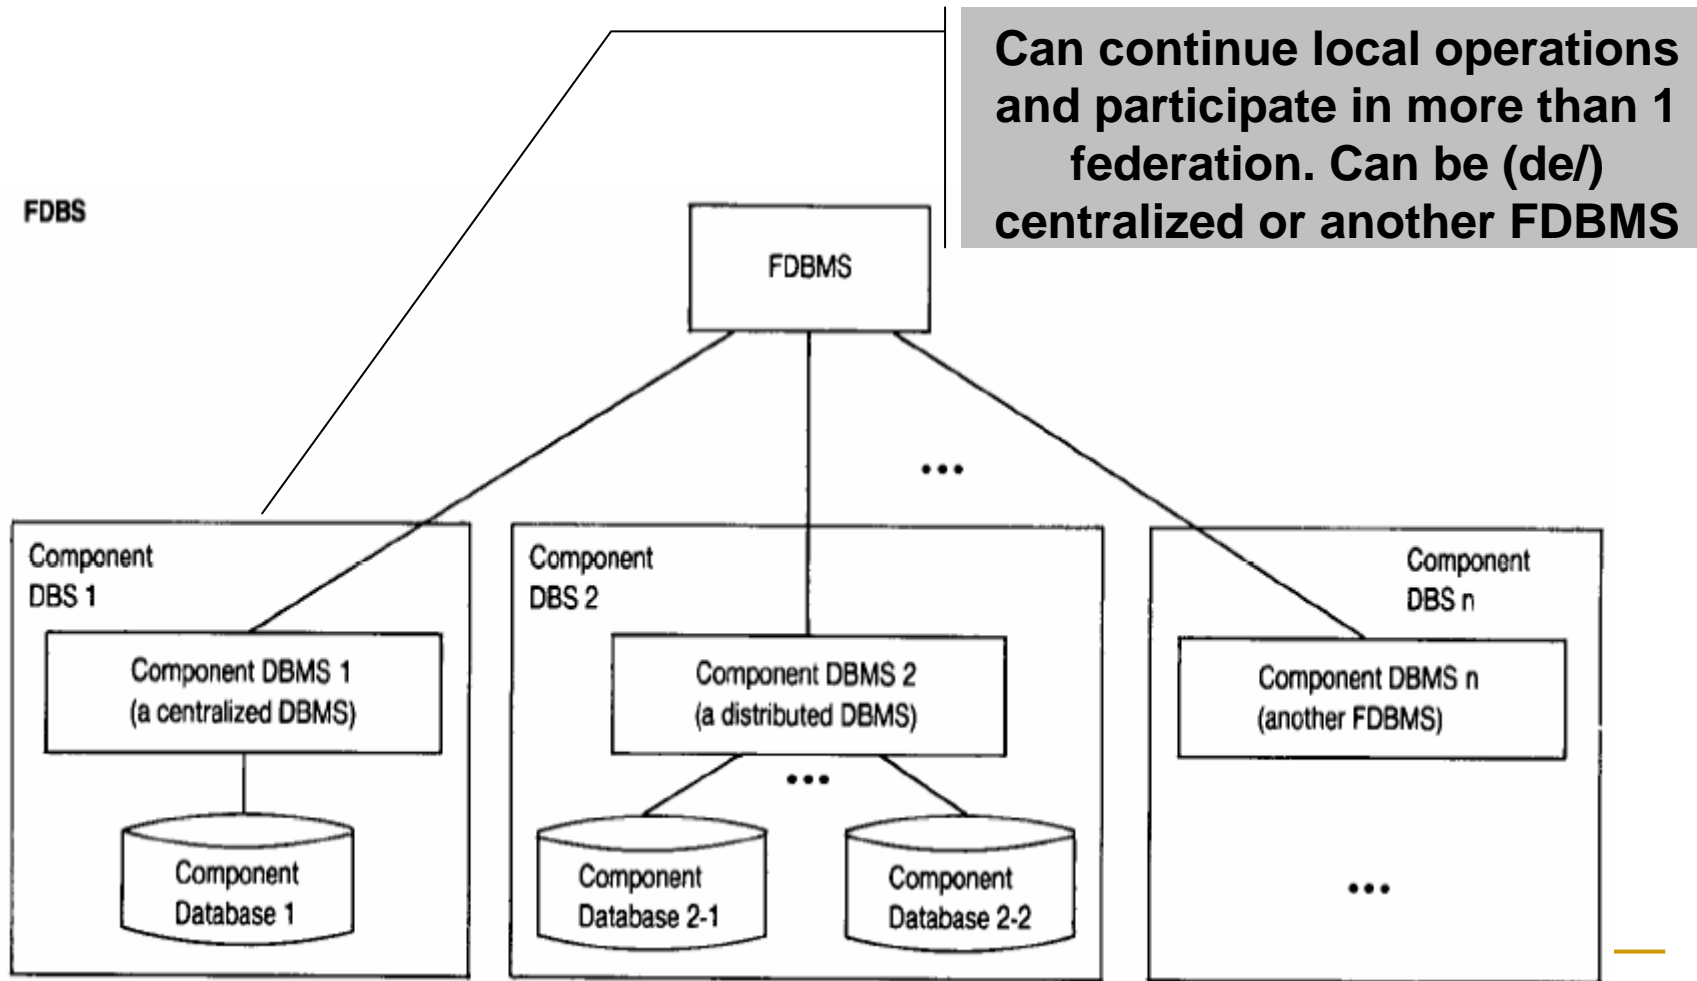 Can continue local operations
and participate in more than 1
federation. Can be (de/)
centralized or another FDBMS
FDBS
FDBMS
•••
Component
DBS 1
Component DBMS 1
(a centralized DBMS)
Component
Database 1
Component
DBS 2
Component DBMS 2
(a distributed DBMS)
•••
Component
Database 2-1
Component
Database 2-2
Component
DBS n
Component DBMS n
(another FDBMS)
•••